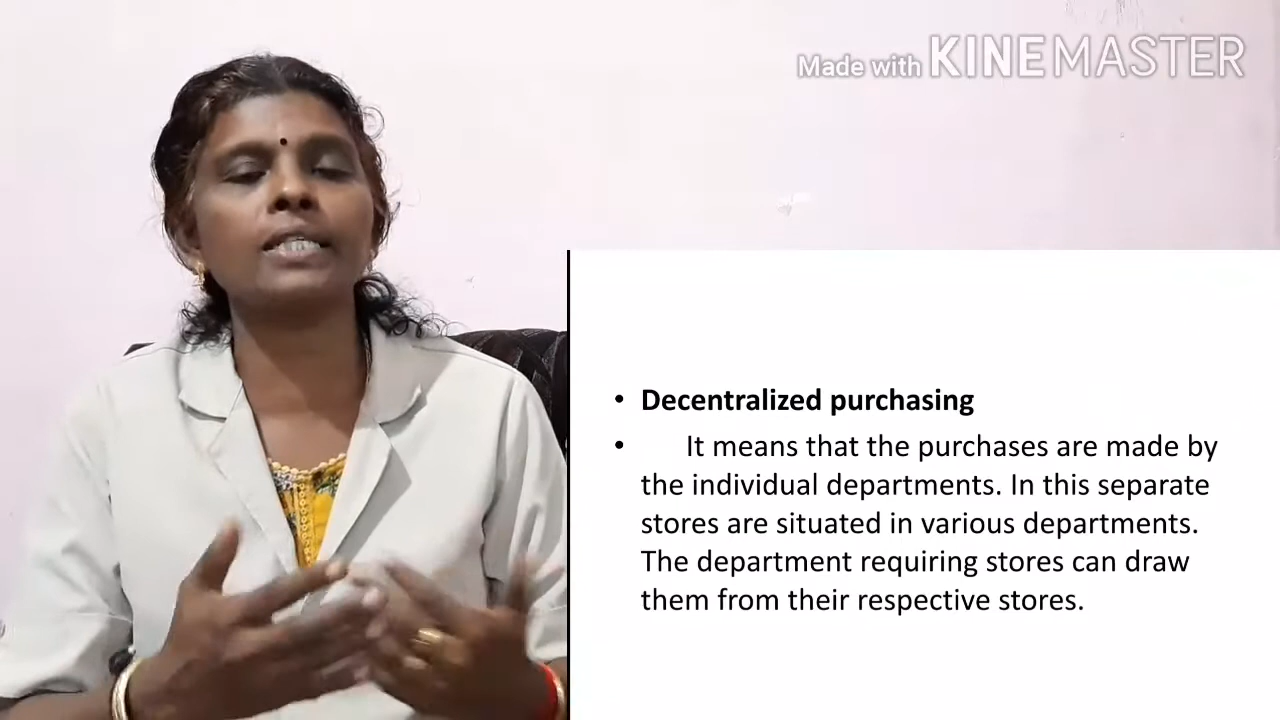 Made with KINEMASTER
• Decentralized purchasing
• It means that the purchases are made by
the individual departments. In this separate
stores are situated in various departments.
The department requiring stores can draw
them from their respective stores.